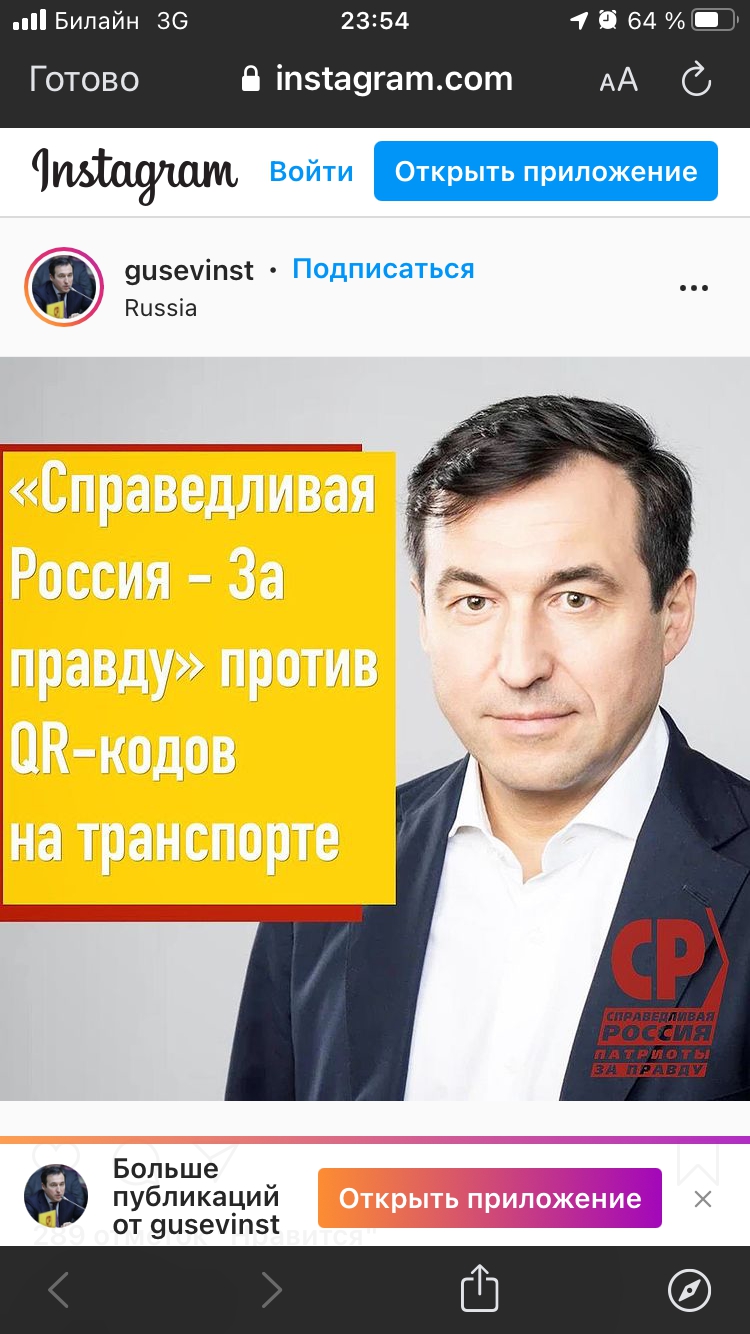 Билайн 3G 23:54 64 %
Готово instagram.com AA
Instagram Войти Открыть приложение
gusevinst • Подписаться
Russia
«Справедливая
Россия – За
правду» против
QR-кодов
на транспорте
СР
СПРАВЕДЛИВАЯ
РОССИЯ
ПАТРИОТЫ
ЗА ПРАВДУ
Больше
публикаций
от gusevinst
Открыть приложение
289 отметок "Нравится"